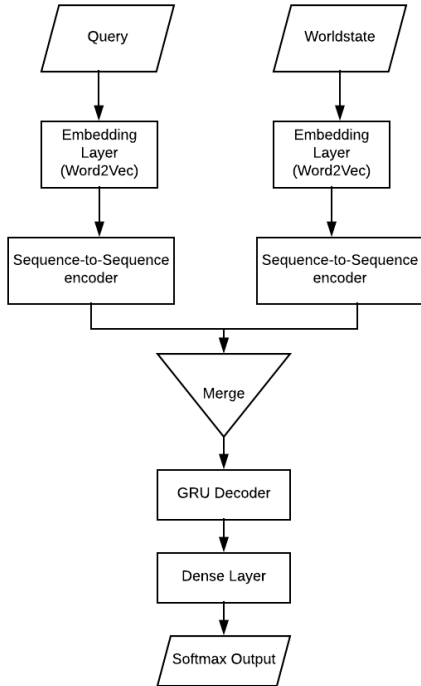 Query
Worldstate
Embedding
Layer
(Word2Vec)
Embedding
Layer
(Word2Vec)
Sequence-to-Sequence
encoder
Sequence-to-Sequence
encoder
Merge
GRU Decoder
Dense Layer
Softmax Output